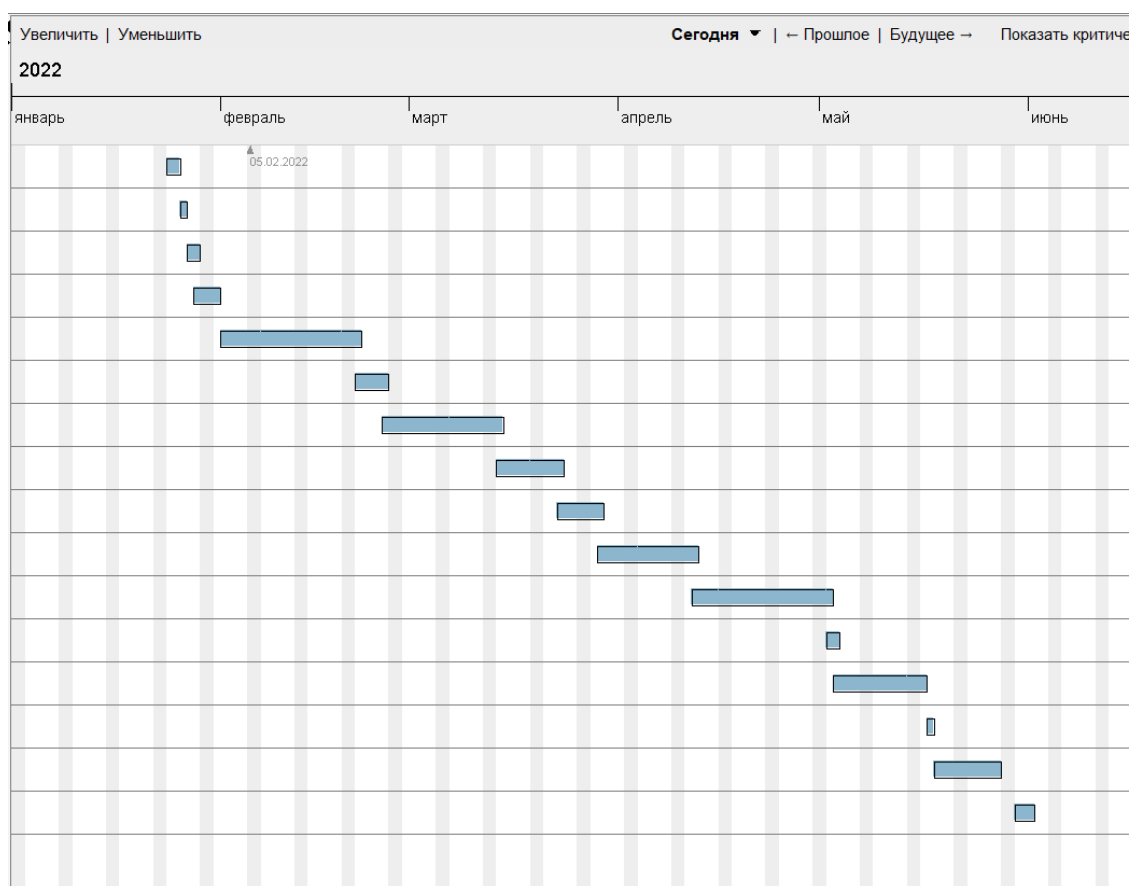 Увеличить | Уменьшить Сегодня ▼ | ← Прошлое | Будущее → Показать критиче
2022
январь февраль март апрель май июнь
05.02.2022